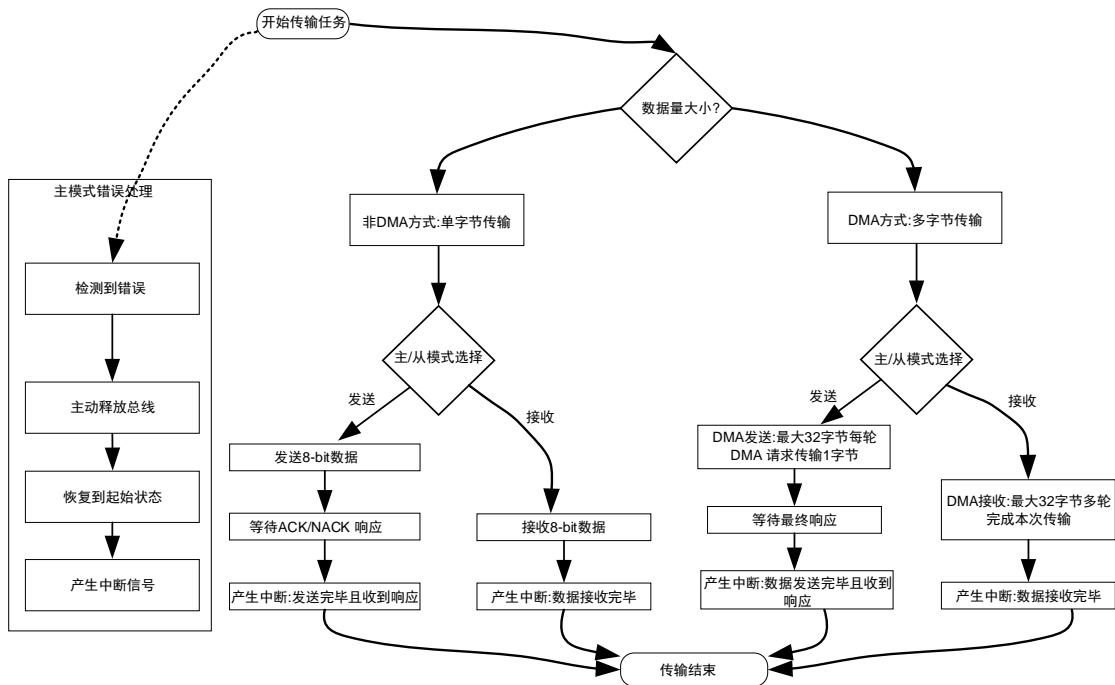 开始传输任务
数据量大小?
主模式错误处理
检测到错误
主动释放总线
恢复到起始状态
产生中断信号
非DMA方式:单字节传输
主/从模式选择
发送
接收
发送8-bit数据
等待ACK/NACK 响应
产生中断:发送完毕且收到响应
接收8-bit数据
产生中断:数据接收完毕
DMA方式:多字节传输
主/从模式选择
发送
接收
DMA发送:最大32字节每轮
DMA 请求传输1字节
等待最终响应
产生中断:数据发送完毕且收到
响应
DMA接收:最大32字节多轮
完成本次传输
产生中断:数据接收完毕
传输结束